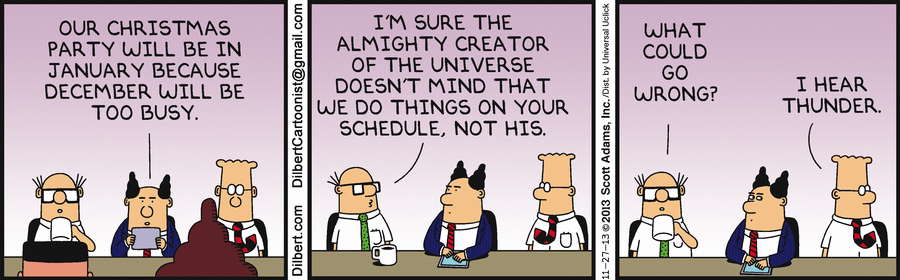 OUR CHRISTMAS
PARTY WILL BE IN
JANUARY BECAUSE
DECEMBER WILL BE
TOO BUSY.
Dilbert.com DilbertCartoonist@gmail.com
I'M SURE THE
ALMIGHTY CREATOR
OF THE UNIVERSE
DOESN'T MIND THAT
WE DO THINGS ON YOUR
SCHEDULE, NOT HIS.
11-27-13 © 2013 Scott Adams, Inc. /Dist. by Universal Uclick
WHAT
COULD
GO
WRONG?
I HEAR
THUNDER.